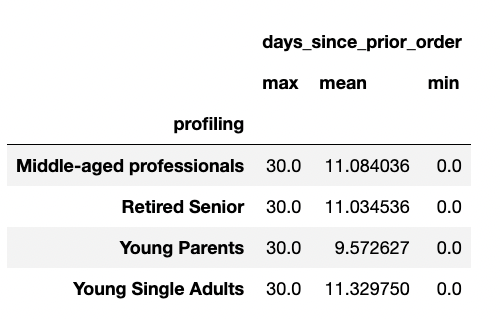 days_since_prior_order
max mean min
profiling
Middle-aged professionals 30.0 11.084036 0.0
Retired Senior 30.0 11.034536 0.0
Young Parents 30.0 9.572627 0.0
Young Single Adults 30.0 11.329750 0.0